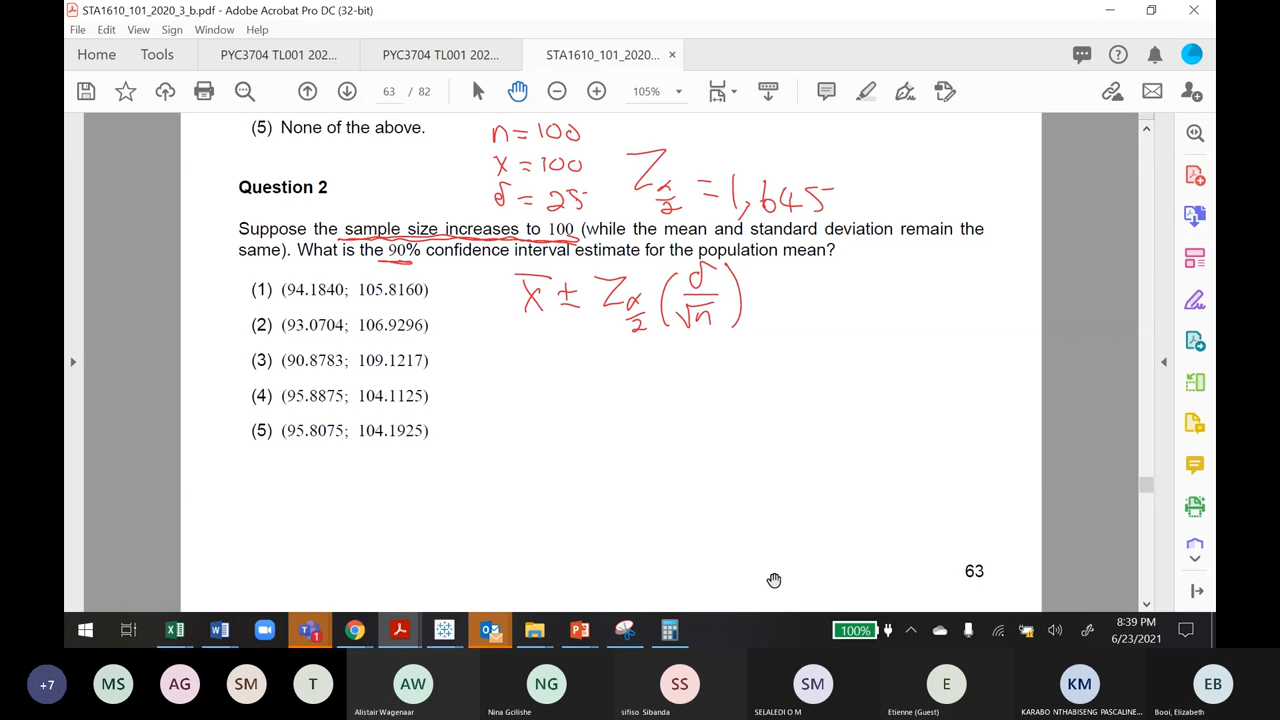 STA1610_101_2020_3_b.pdf - Adobe Acrobat Pro DC (32-bit)
File Edit View Sign Window Help
Home Tools PYC3704 TL001 202... PYC3704 TL001 202... STA1610_101_2020... ×
63 / 82 105%
(5) None of the above.
n = 100
x = 100
δ = 25
Z α/2 = 1,645
Question 2
Suppose the sample size increases to 100 (while the mean and standard deviation remain the
same). What is the 90% confidence interval estimate for the population mean?
x̄ ± Z α/2 (δ/√n)
(1) (94.1840; 105.8160)
(2) (93.0704; 106.9296)
(3) (90.8783; 109.1217)
(4) (95.8875; 104.1125)
(5) (95.8075; 104.1925)
63
100%
8:39 PM
6/23/2021
+7 MS AG SM T AW NG SS SM E KM EB
Alistair Wagenaar Nina Gcilishe sifiso Sibanda SELALEDI O M Etienne (Guest) KARABO NTHABISENG PASCALINE... Booi, Elizabeth